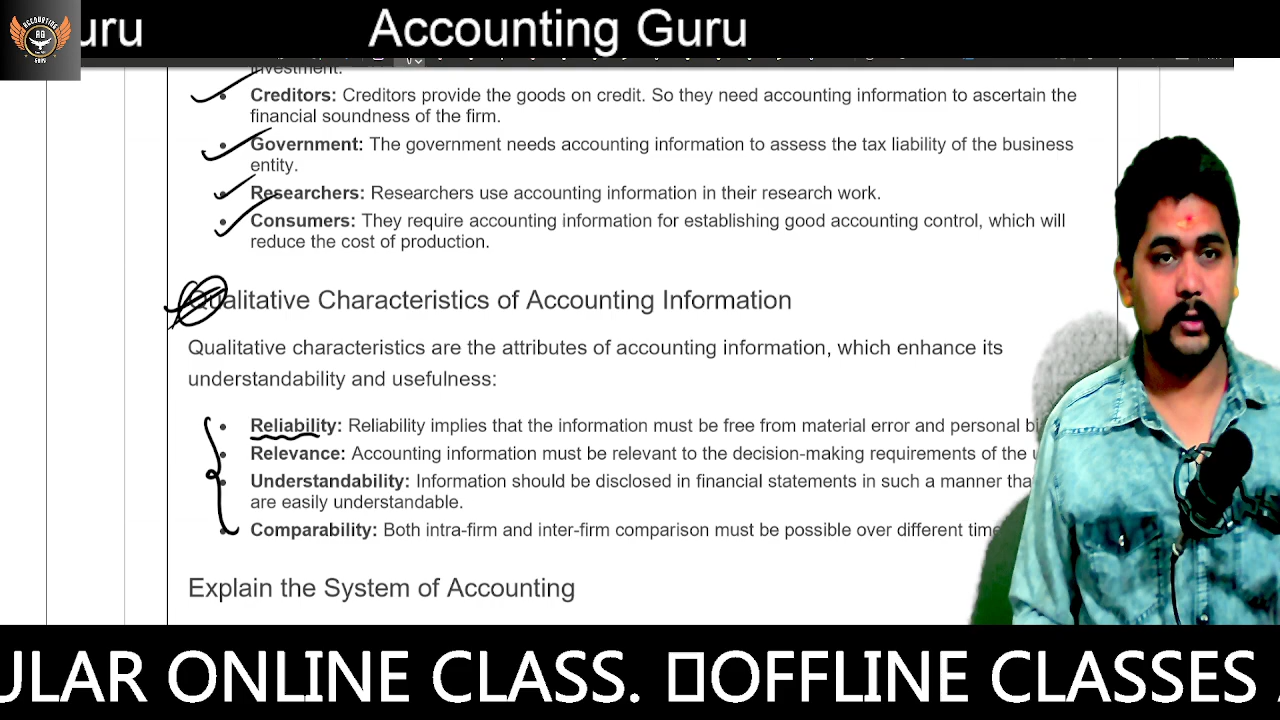 uru Accounting Guru
ACCOUNTING
AG
GURU
investment.
Creditors: Creditors provide the goods on credit. So they need accounting information to ascertain the
financial soundness of the firm.
Government: The government needs accounting information to assess the tax liability of the business
entity.
Researchers: Researchers use accounting information in their research work.
Consumers: They require accounting information for establishing good accounting control, which will
reduce the cost of production.
Qualitative Characteristics of Accounting Information
Qualitative characteristics are the attributes of accounting information, which enhance its
understandability and usefulness:
Reliability: Reliability implies that the information must be free from material error and personal bi
Relevance: Accounting information must be relevant to the decision-making requirements of the u
Understandability: Information should be disclosed in financial statements in such a manner tha
are easily understandable.
Comparability: Both intra-firm and inter-firm comparison must be possible over different time
Explain the System of Accounting
ULAR ONLINE CLASS. OFFLINE CLASSES